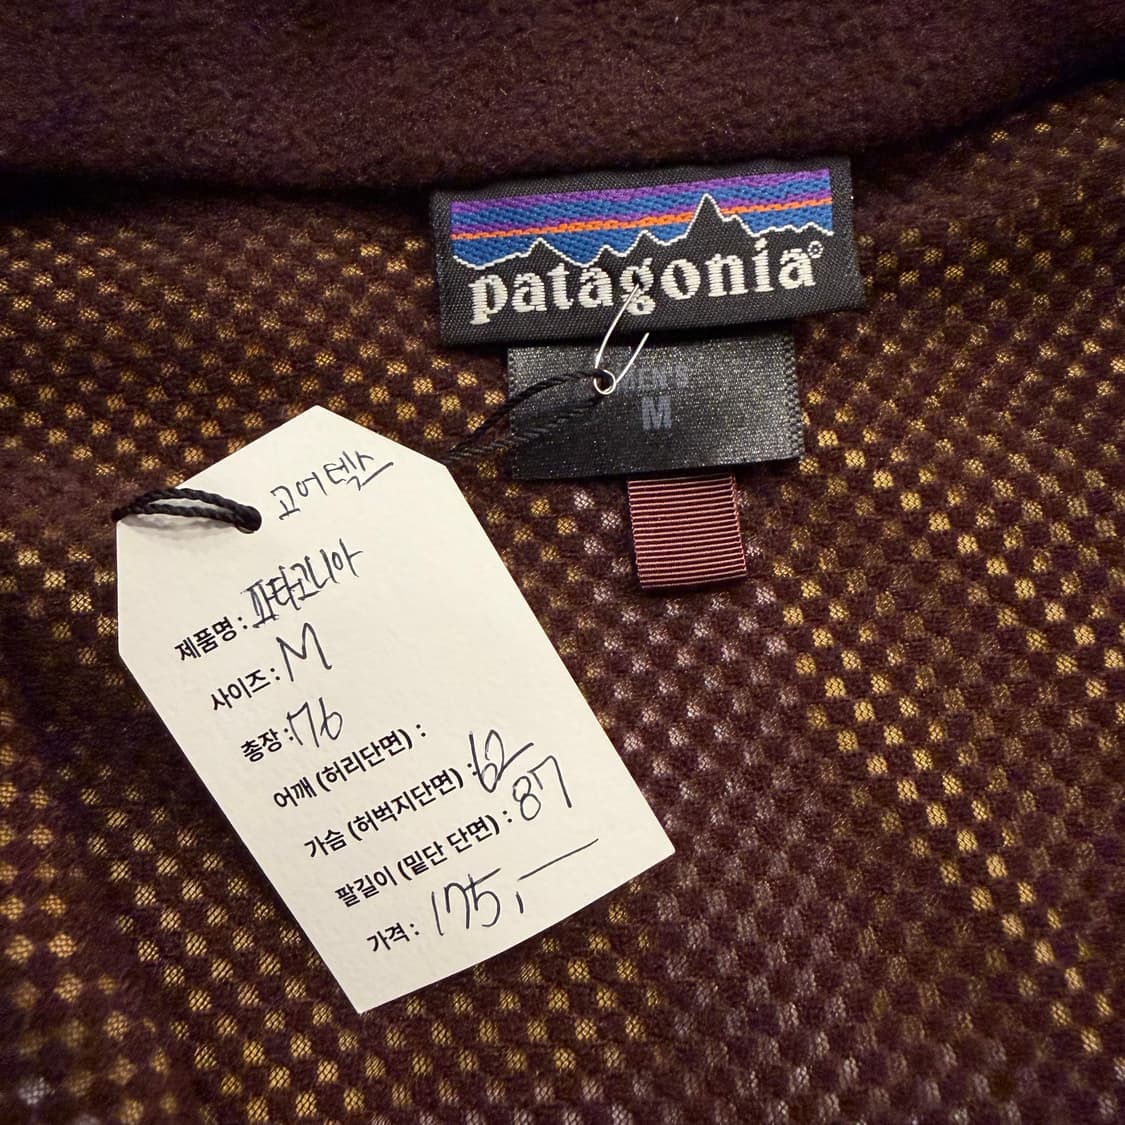 patagonia®
MEN'S
M
고어텍스
제품명 : 파타고니아
사이즈 : M
총장 : 76
어깨 (허리단면) :
가슴 (허벅지단면) : 62
팔길이 (밑단 단면) : 87
가격 : 175,—